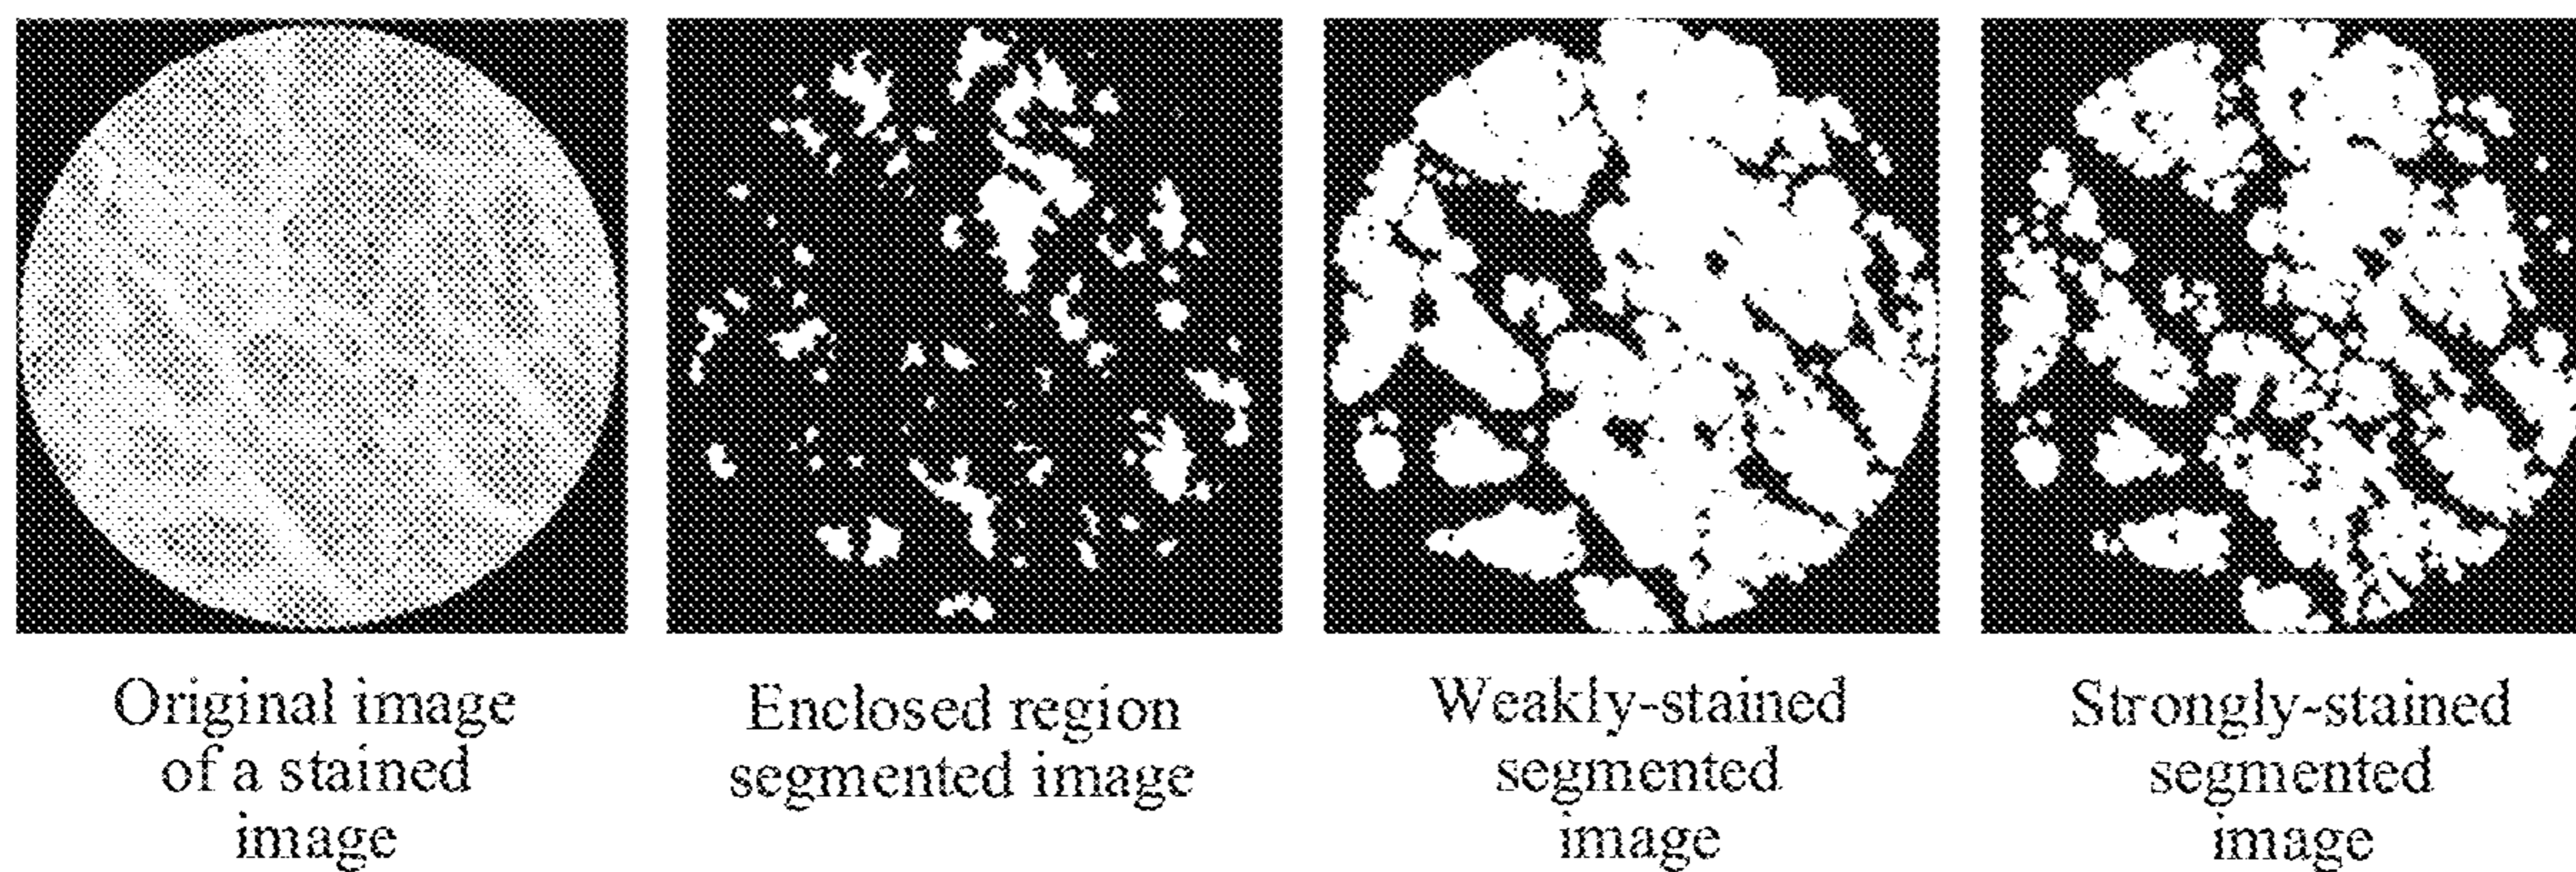 Original image
of a stained
image
Enclosed region
segmented image
Weakly-stained
segmented
image
Strongly-stained
segmented
image